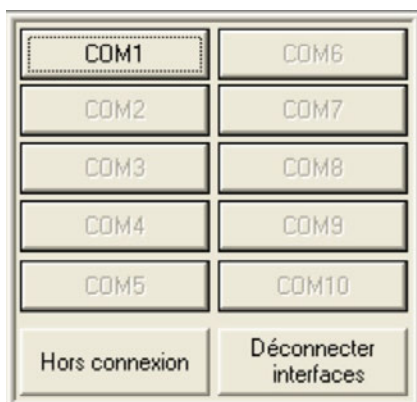 COM1 COM6
COM2 COM7
COM3 COM8
COM4 COM9
COM5 COM10
Hors connexion
Déconnecter
interfaces